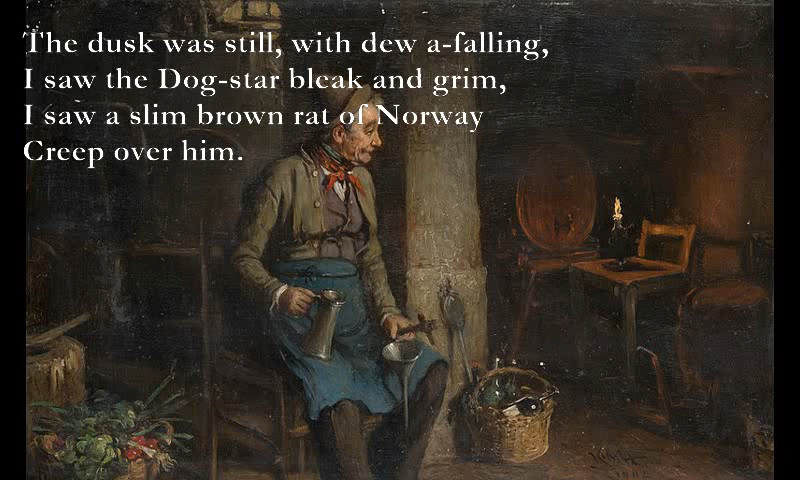 The dusk was still, with dew a-falling,
I saw the Dog-star bleak and grim,
I saw a slim brown rat of Norway
Creep over him.